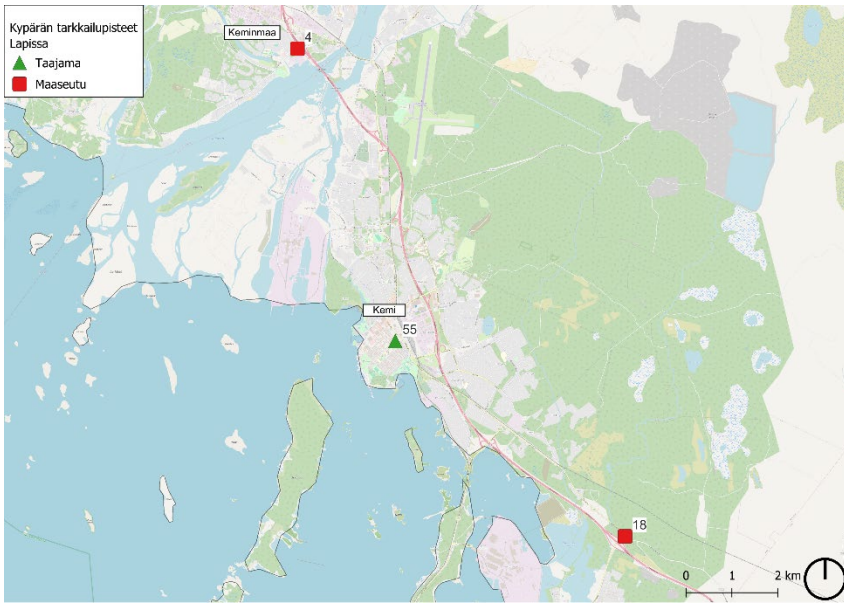 Kypärän tarkkailupisteet
Lapissa
Taajama
Maaseutu
Keminmaa
4
Kemi
55
18
0 1 2 km